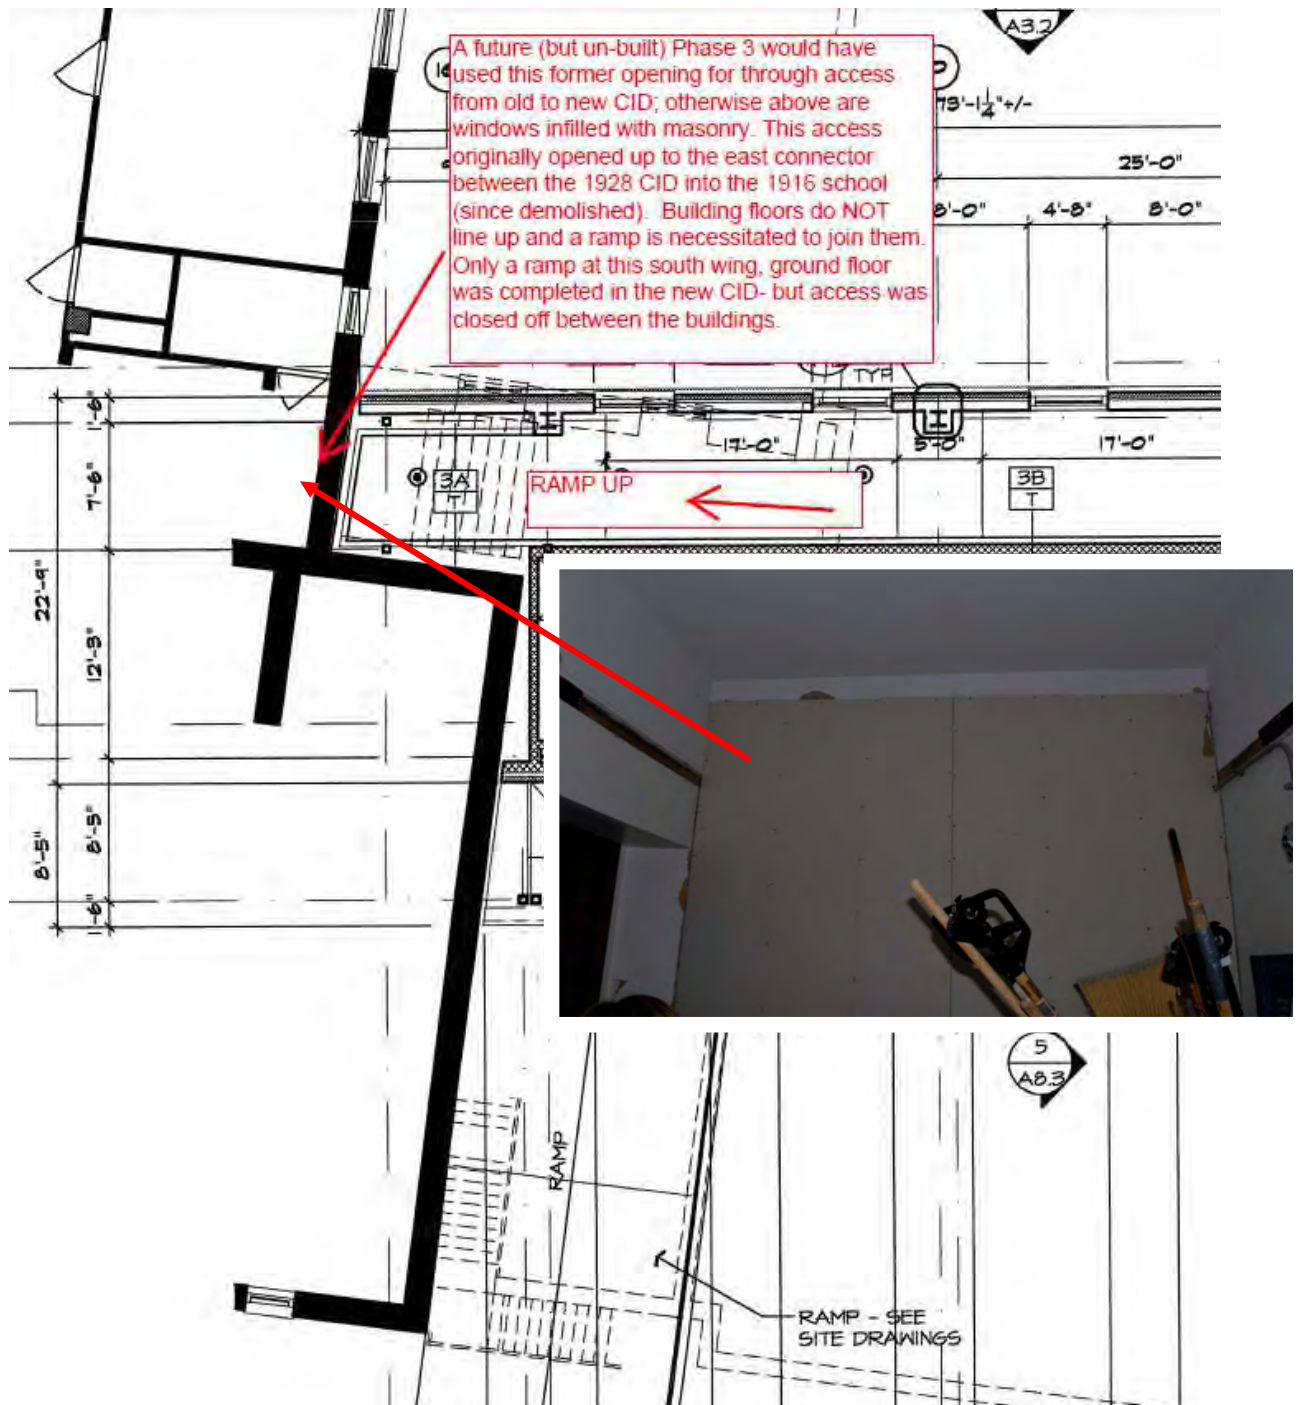 A3.2
A future (but un-built) Phase 3 would have
used this former opening for through access
from old to new CID; otherwise above are
windows infilled with masonry. This access
originally opened up to the east connector
between the 1928 CID into the 1916 school
(since demolished). Building floors do NOT
line up and a ramp is necessitated to join them.
Only a ramp at this south wing, ground floor
was completed in the new CID- but access was
closed off between the buildings.
73'-1¼"+/-
25'-0"
8'-0" 4'-8" 8'-0"
TYP.
1'-6"
17'-0" 5'-0" 17'-0"
7'-6"
3A
T
RAMP UP
3B
T
22'-9"
12'-3"
8'-5"
8'-5"
1'-6"
5
A8.3
RAMP
RAMP - SEE
SITE DRAWINGS